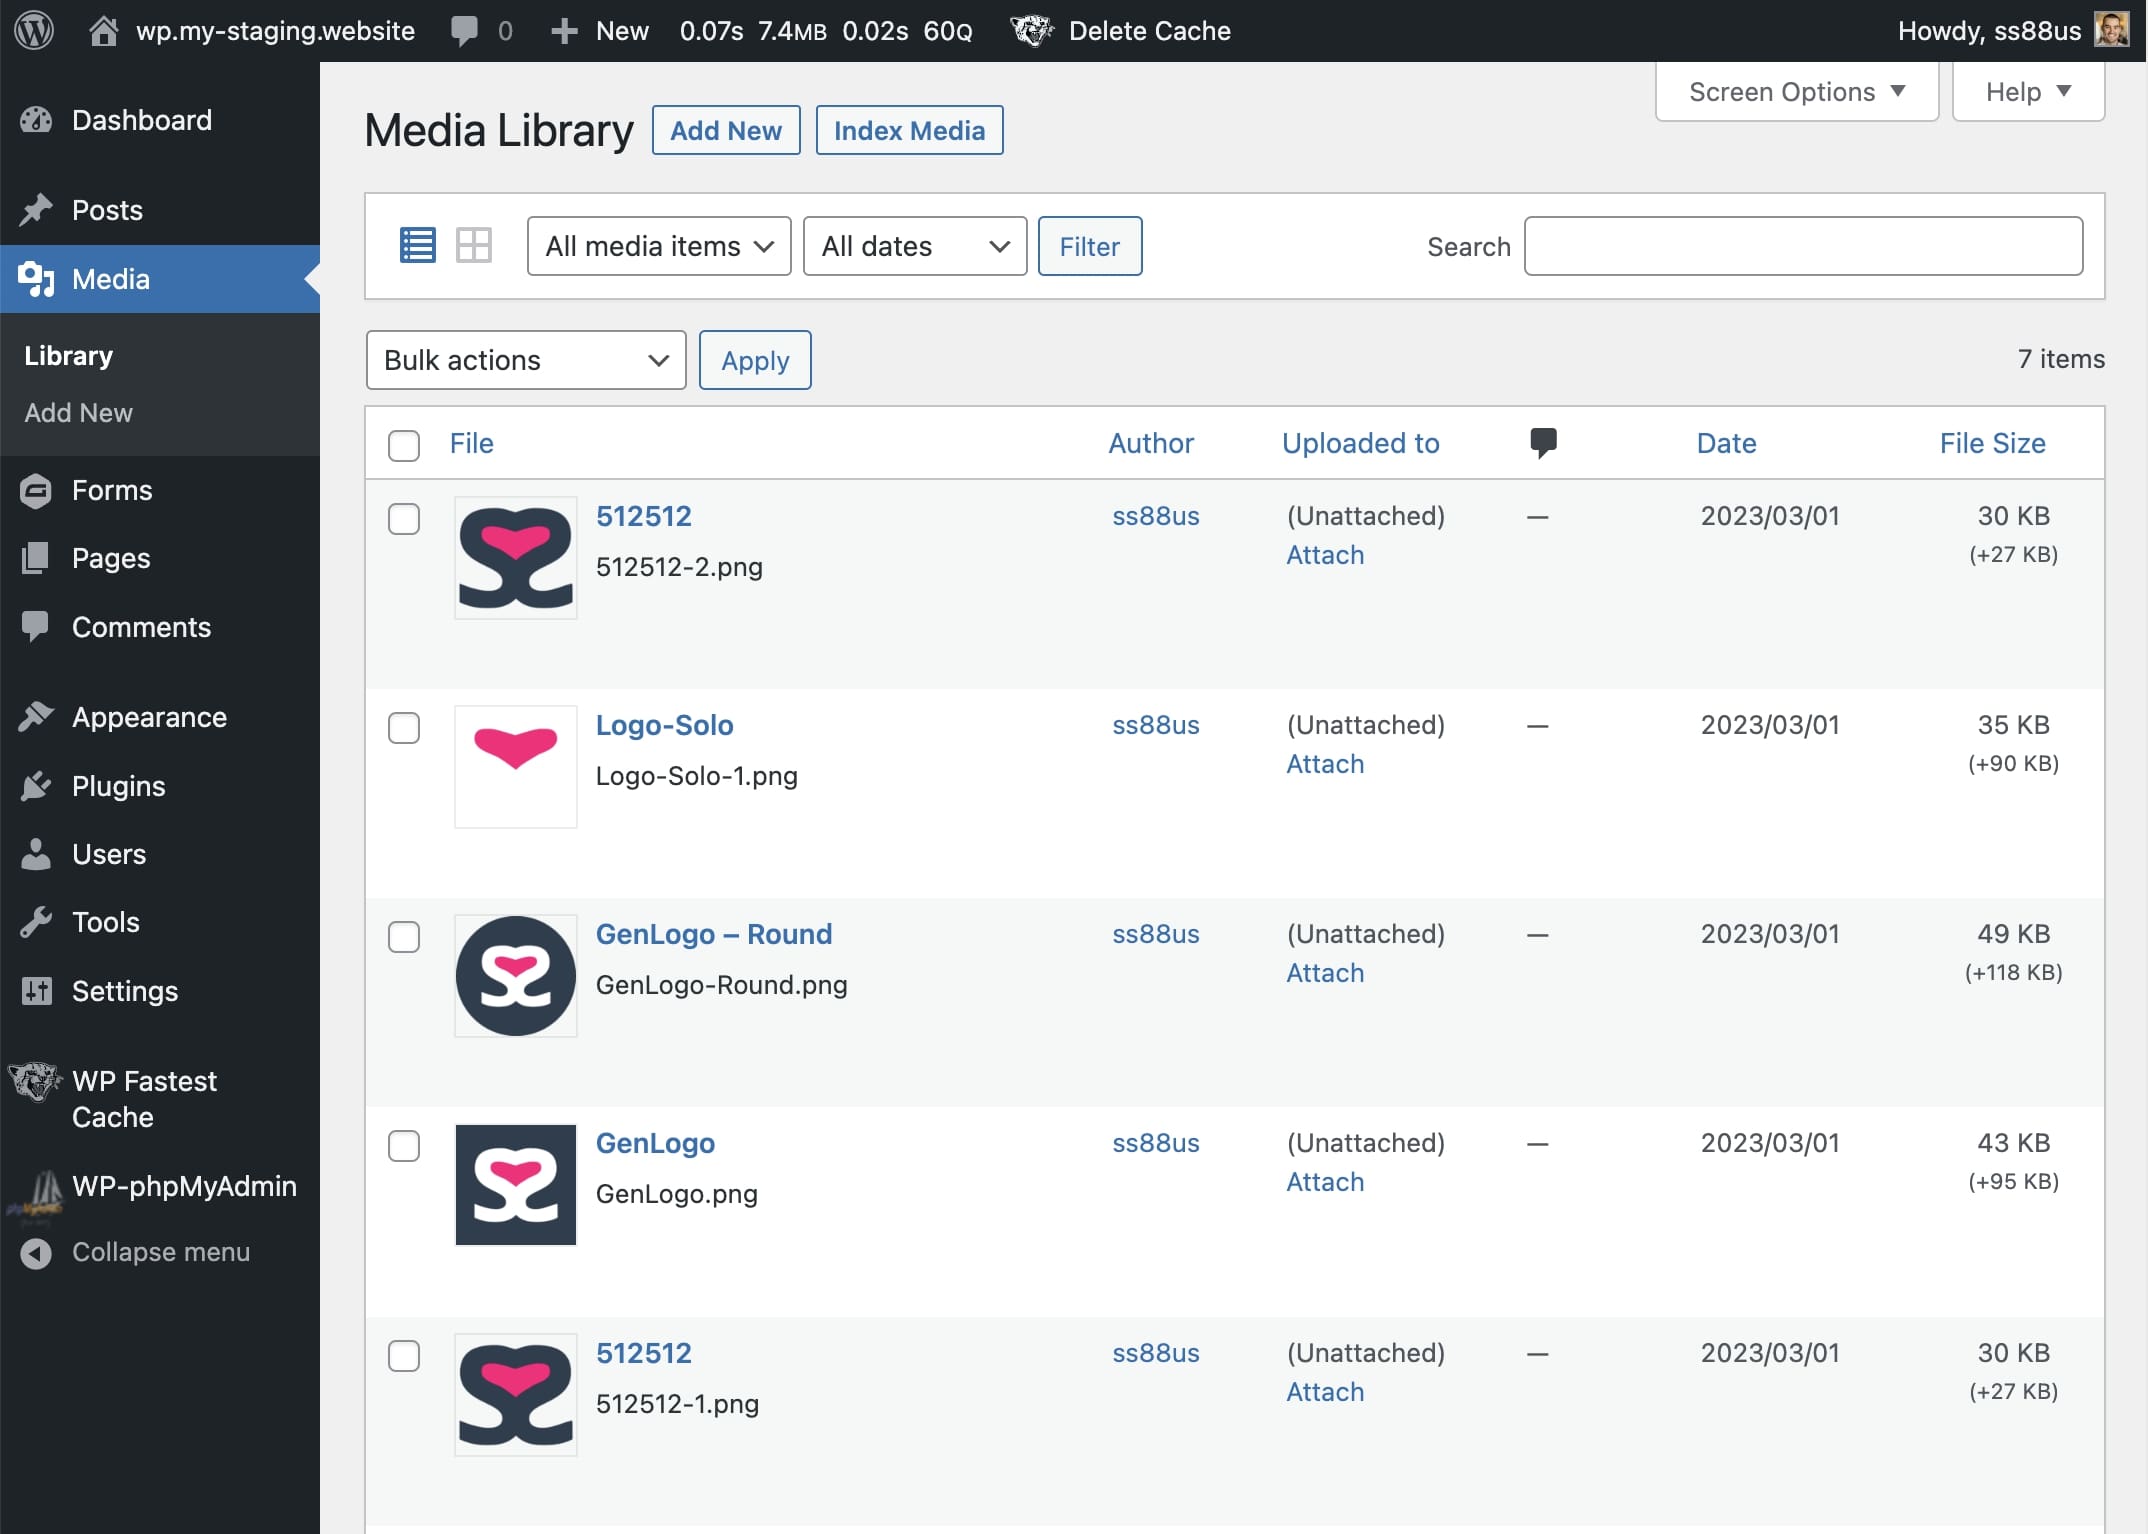 wp.my-staging.website 0 New 0.07s 7.4MB 0.02s 60Q Delete Cache Howdy, ss88us
Screen Options Help
Dashboard
Posts
Media
Library
Add New
Forms
Pages
Comments
Appearance
Plugins
Users
Tools
Settings
WP Fastest
Cache
WP-phpMyAdmin
Collapse menu
Media Library Add New Index Media
All media items All dates Filter Search
Bulk actions Apply 7 items
File Author Uploaded to Date File Size
512512 ss88us (Unattached) — 2023/03/01 30 KB
Attach (+27 KB)
512512-2.png
Logo-Solo ss88us (Unattached) — 2023/03/01 35 KB
Attach (+90 KB)
Logo-Solo-1.png
GenLogo – Round ss88us (Unattached) — 2023/03/01 49 KB
Attach (+118 KB)
GenLogo-Round.png
GenLogo ss88us (Unattached) — 2023/03/01 43 KB
Attach (+95 KB)
GenLogo.png
512512 ss88us (Unattached) — 2023/03/01 30 KB
Attach (+27 KB)
512512-1.png